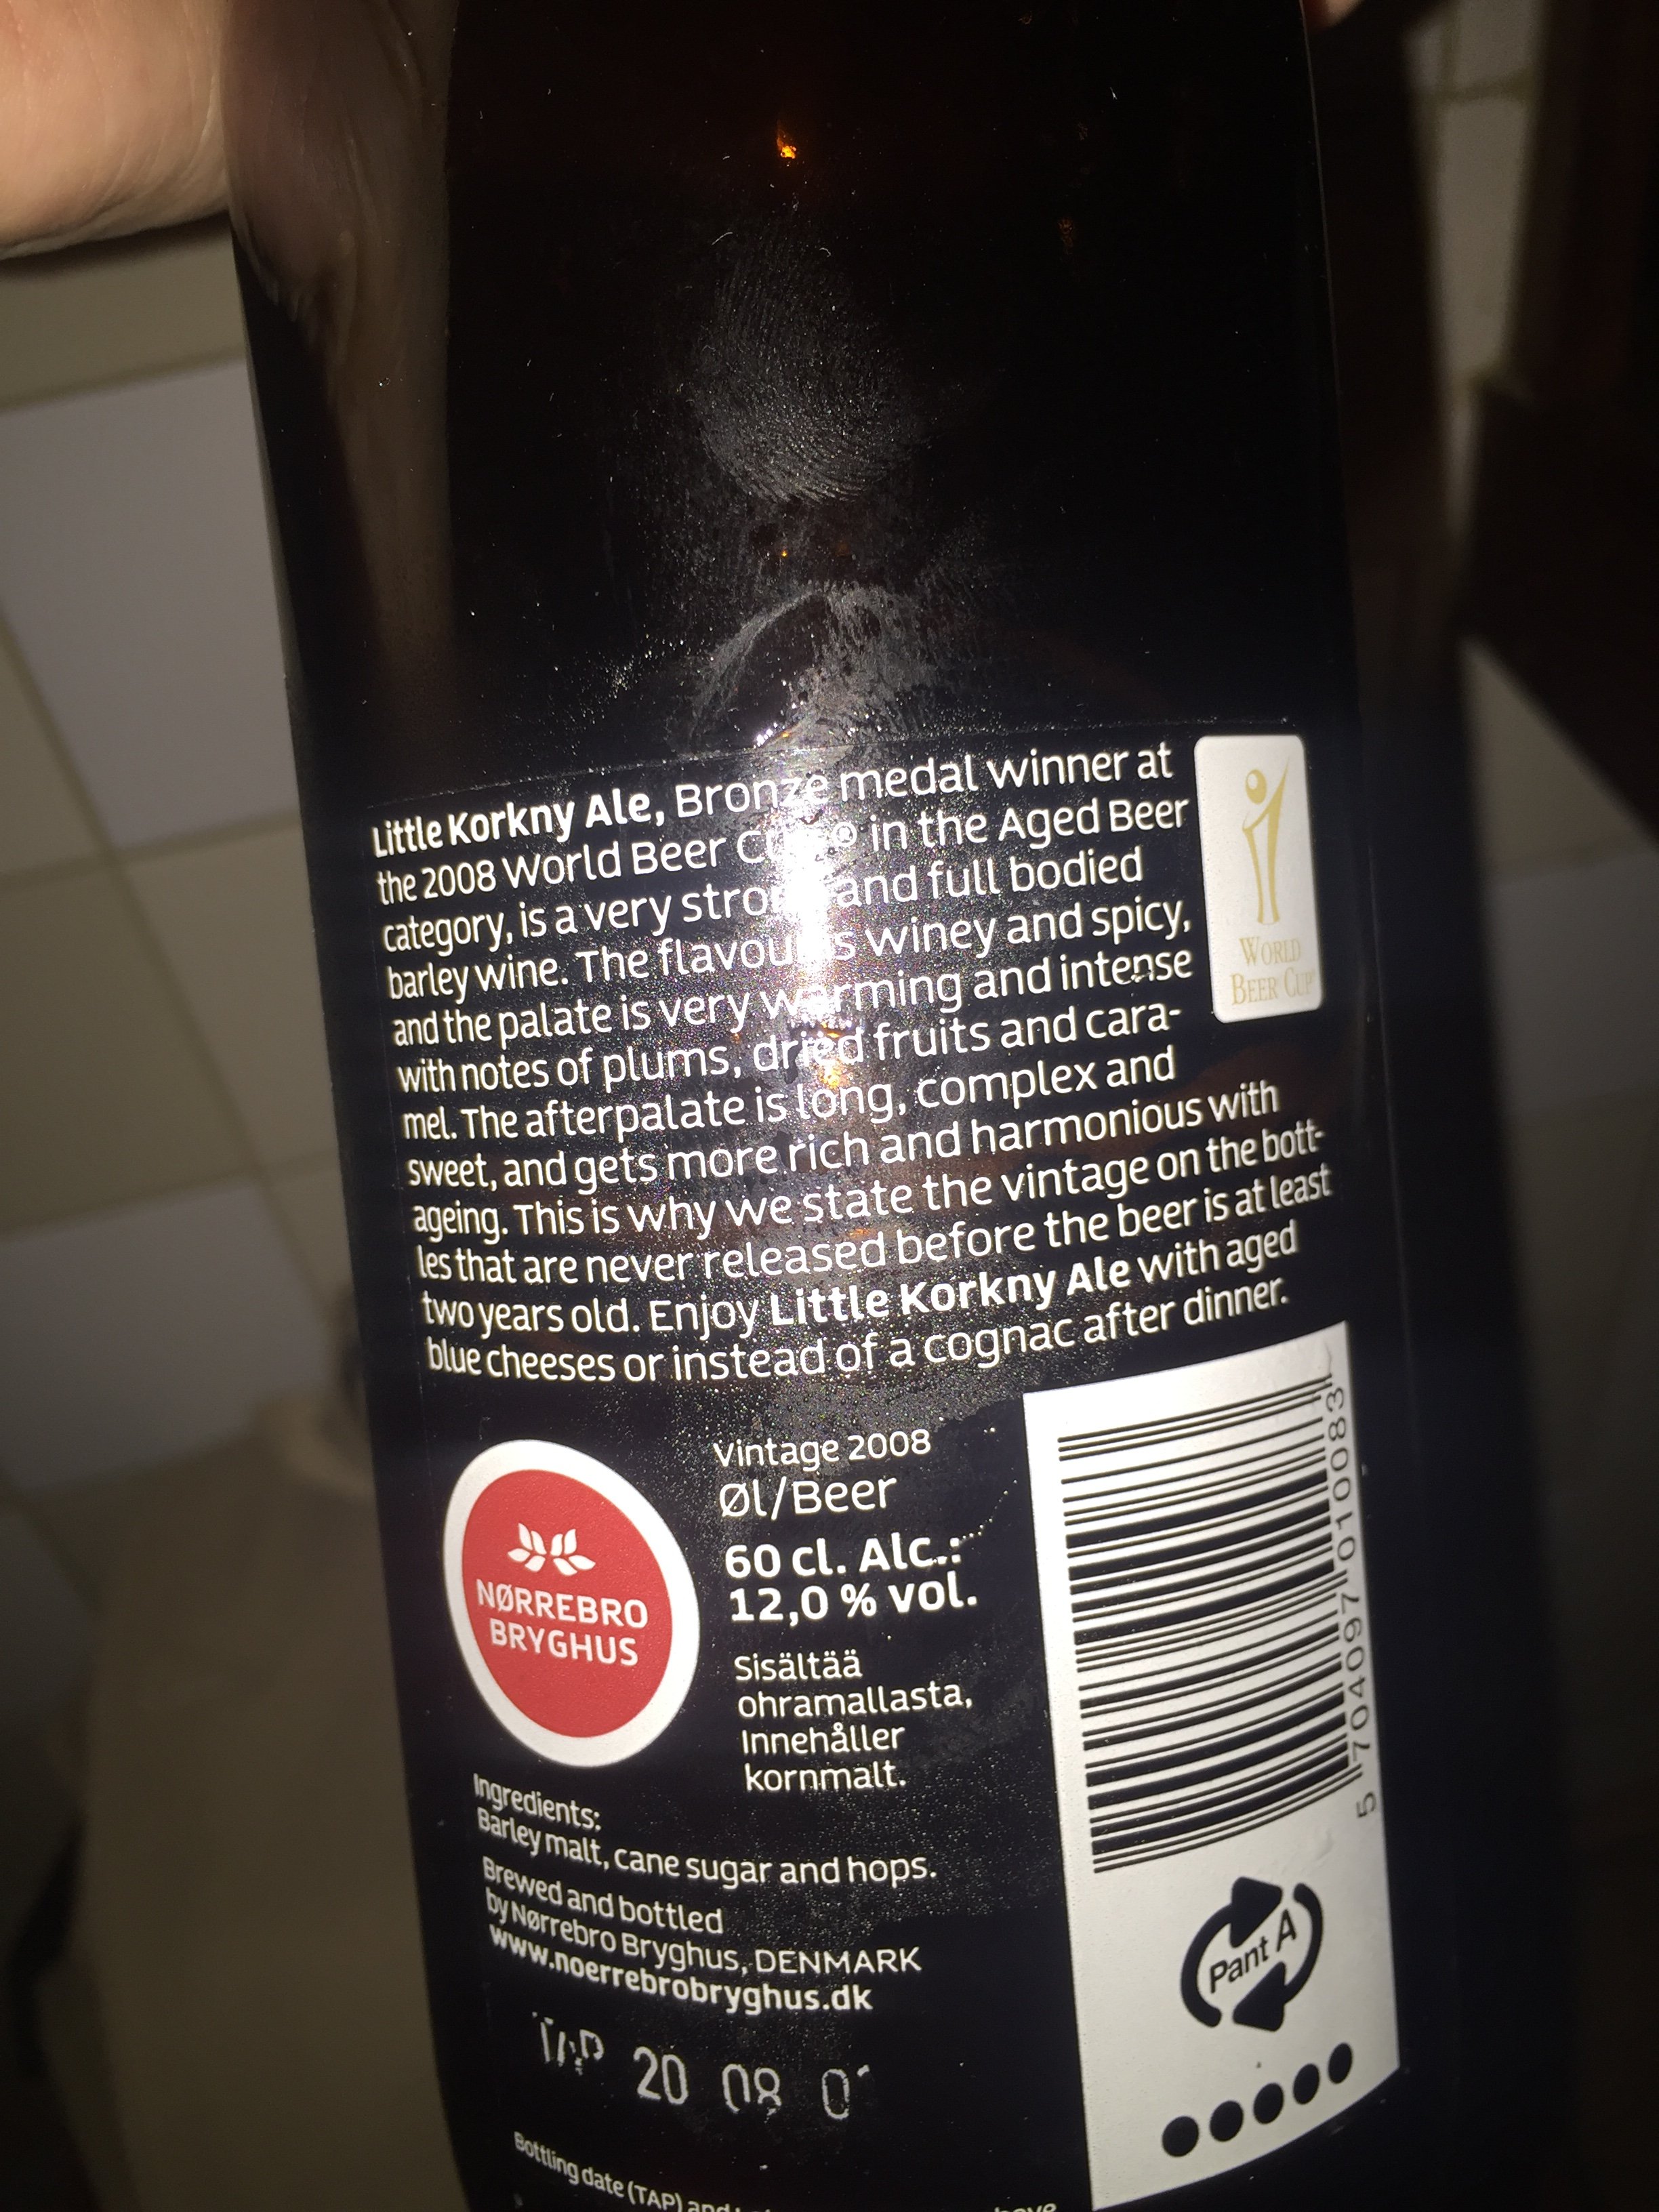 Little Korkny Ale, Bronze medal winner at
the 2008 World Beer Cup® in the Aged Beer
category, is a very strong and full bodied
barley wine. The flavour is winey and spicy,
and the palate is very warming and intense
with notes of plums, dried fruits and cara-
mel. The afterpalate is long, complex and
sweet, and gets more rich and harmonious with
ageing. This is why we state the vintage on the bott-
les that are never released before the beer is at least
two years old. Enjoy Little Korkny Ale with aged
blue cheeses or instead of a cognac after dinner.
WORLD
BEER CUP
NØRREBRO
BRYGHUS
Vintage 2008
Øl/Beer
60 cl. Alc.:
12,0 % vol.
Sisältää
ohramallasta,
Innehåller
kornmalt.
Ingredients:
Barley malt, cane sugar and hops.
Brewed and bottled
by Nørrebro Bryghus, DENMARK
www.noerrebrobryghus.dk
TAP 20 08
Bottling date (TAP) and
5 704097 010083
Pant A